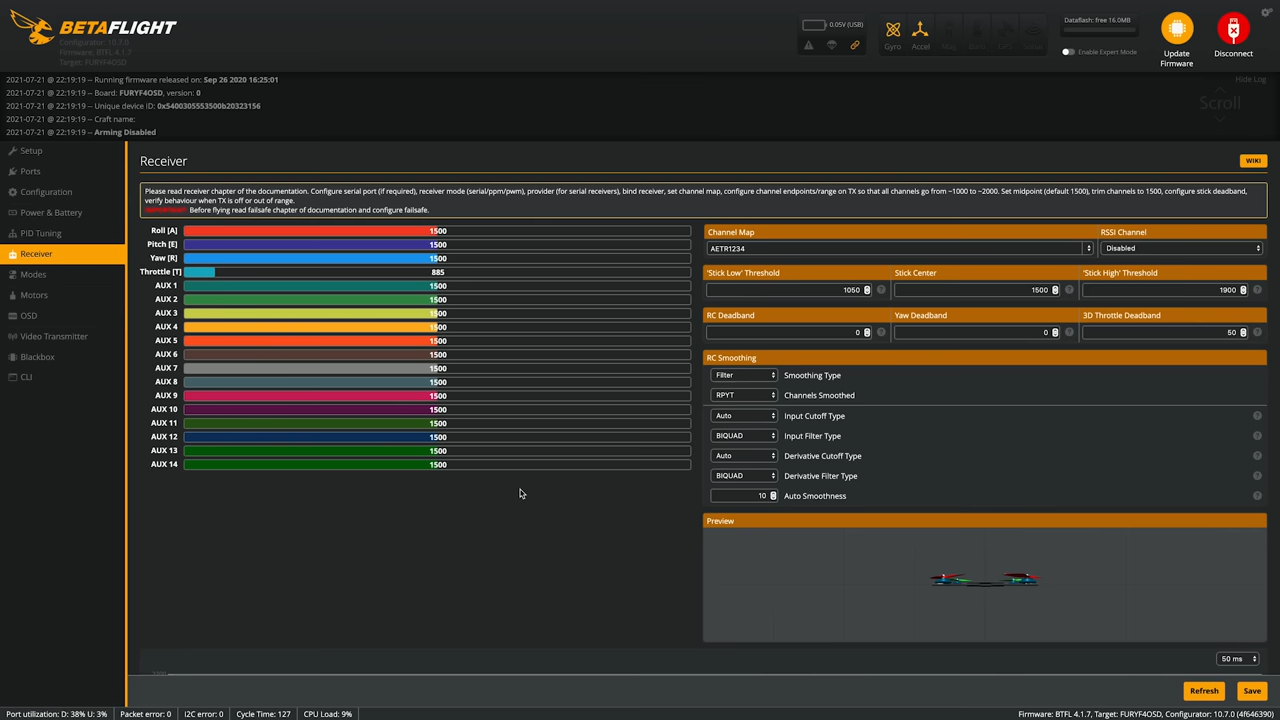 BETAFLIGHT
Configurator: 10.7.0
Firmware: BTFL 4.1.7
Target: FURYF4OSD
0.05V (USB)
Gyro
Accel
Dataflash: free 16.0MB
Enable Expert Mode
Update Firmware
Disconnect
2021-07-21 @ 22:19:19 -- Running firmware released on: Sep 26 2020 16:25:01
2021-07-21 @ 22:19:19 -- Board: FURYF4OSD, version: 0
2021-07-21 @ 22:19:19 -- Unique device ID: 0x5400305553500b20323156
2021-07-21 @ 22:19:19 -- Craft name:
2021-07-21 @ 22:19:19 -- Arming Disabled
Hide Log
Scroll
Setup
Ports
Configuration
Power & Battery
PID Tuning
Receiver
Modes
Motors
OSD
Video Transmitter
Blackbox
CLI
Receiver
WIKI
Please read receiver chapter of the documentation. Configure serial port (if required), receiver mode (serial/ppm/pwm), provider (for serial receivers), bind receiver, set channel map, configure channel endpoints/range on TX so that all channels go from ~1000 to ~2000. Set midpoint (default 1500), trim channels to 1500, configure stick deadband,
verify behaviour when TX is off or out of range.
Before flying read failsafe chapter of documentation and configure failsafe.
Roll [A] 1500
Pitch [E] 1500
Yaw [R] 1500
Throttle [T] 885
AUX 1 1500
AUX 2 1500
AUX 3 1500
AUX 4 1500
AUX 5 1500
AUX 6 1500
AUX 7 1500
AUX 8 1500
AUX 9 1500
AUX 10 1500
AUX 11 1500
AUX 12 1500
AUX 13 1500
AUX 14 1500
Channel Map RSSI Channel
AETR1234 Disabled
'Stick Low' Threshold Stick Center 'Stick High' Threshold
1050 1500 1900
RC Deadband Yaw Deadband 3D Throttle Deadband
0 0 50
RC Smoothing
Filter Smoothing Type
RPYT Channels Smoothed
Auto Input Cutoff Type
BIQUAD Input Filter Type
Auto Derivative Cutoff Type
BIQUAD Derivative Filter Type
10 Auto Smoothness
Preview
50 ms
Refresh Save
Port utilization: D: 38% U: 3% Packet error: 0 I2C error: 0 Cycle Time: 127 CPU Load: 9% Firmware: BTFL 4.1.7, Target: FURYF4OSD, Configurator: 10.7.0 (4f646390)